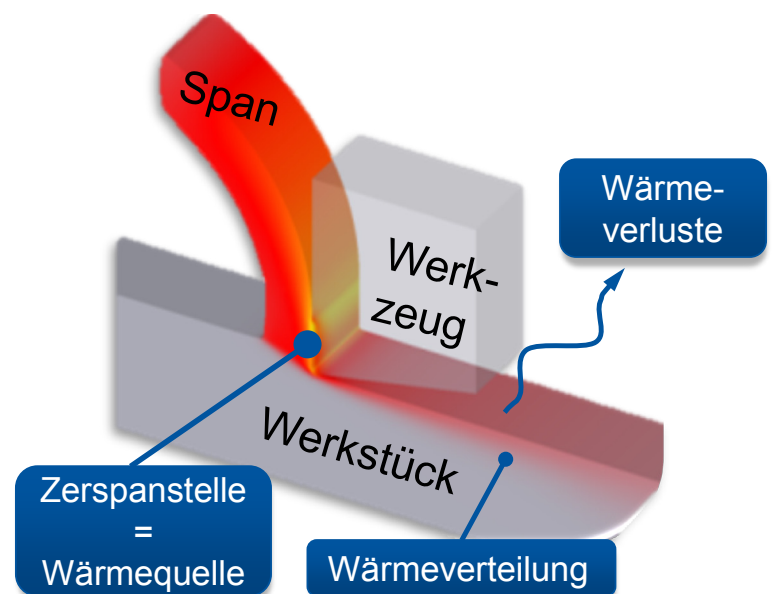 Span
Wärme-
verluste
Werk-
zeug
Werkstück
Zerspanstelle
=
Wärmequelle
Wärmeverteilung